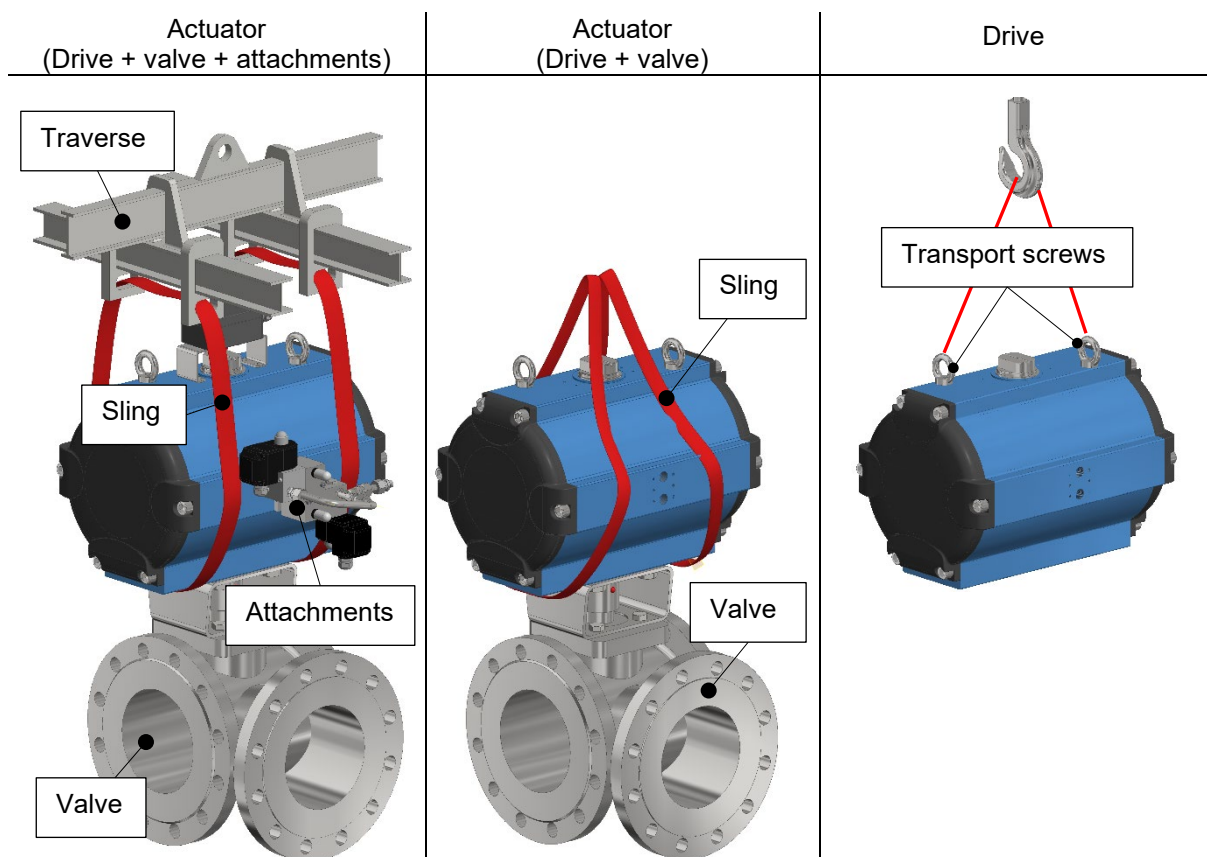 Actuator
(Drive + valve + attachments)
Actuator
(Drive + valve)
Drive
Traverse
Sling
Attachments
Valve
Sling
Valve
Transport screws